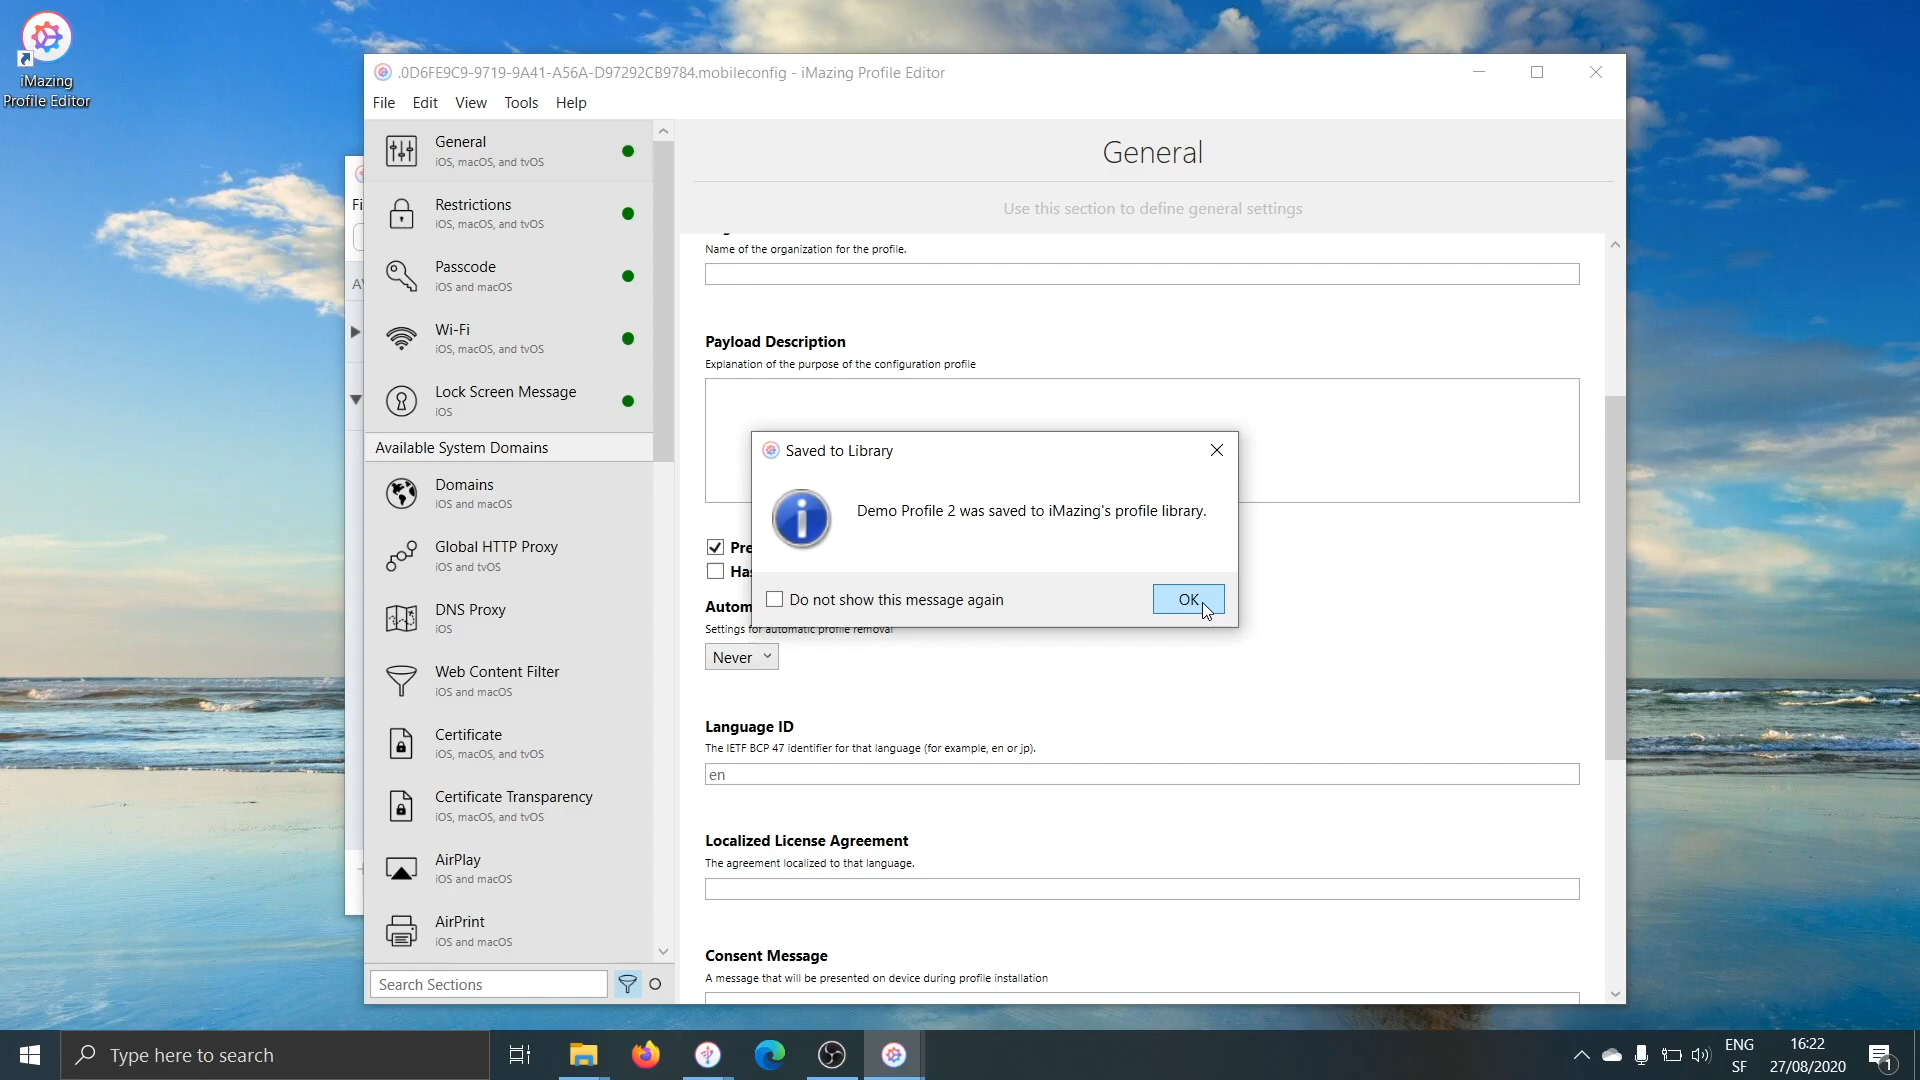 iMazing
Profile Editor
.0D6FE9C9-9719-9A41-A56A-D97292CB9784.mobileconfig - iMazing Profile Editor
File Edit View Tools Help
General
iOS, macOS, and tvOS
Restrictions
iOS, macOS, and tvOS
Passcode
iOS and macOS
Wi-Fi
iOS, macOS, and tvOS
Lock Screen Message
iOS
Available System Domains
Domains
iOS and macOS
Global HTTP Proxy
iOS and tvOS
DNS Proxy
iOS
Web Content Filter
iOS and macOS
Certificate
iOS, macOS, and tvOS
Certificate Transparency
iOS, macOS, and tvOS
AirPlay
iOS and macOS
AirPrint
iOS and macOS
Search Sections
General
Use this section to define general settings
Name of the organization for the profile.
Payload Description
Explanation of the purpose of the configuration profile
Saved to Library
Demo Profile 2 was saved to iMazing's profile library.
Do not show this message again
OK
Pre
Has
Autom
Settings for automatic profile removal
Never
Language ID
The IETF BCP 47 identifier for that language (for example, en or jp).
en
Localized License Agreement
The agreement localized to that language.
Consent Message
A message that will be presented on device during profile installation
Type here to search
ENG
SF
16:22
27/08/2020
1